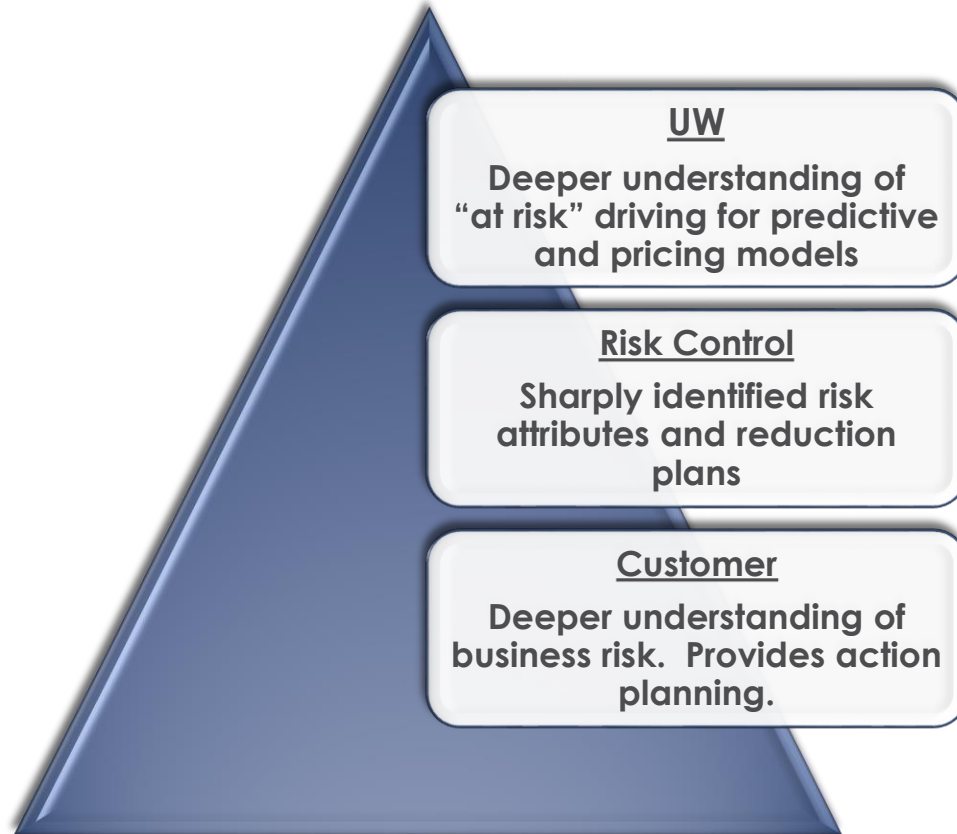 UW
Deeper understanding of
“at risk” driving for predictive
and pricing models
Risk Control
Sharply identified risk
attributes and reduction
plans
Customer
Deeper understanding of
business risk.  Provides action
planning.